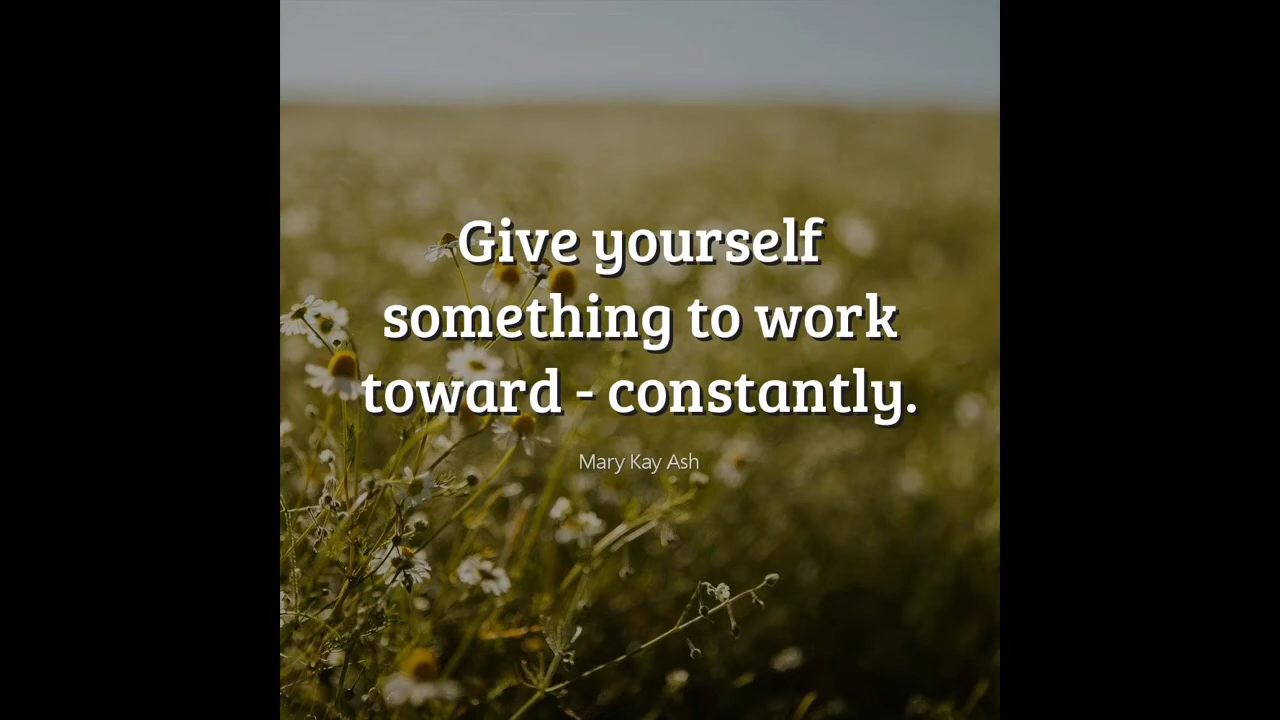 Give yourself
something to work
toward - constantly.
Mary Kay Ash